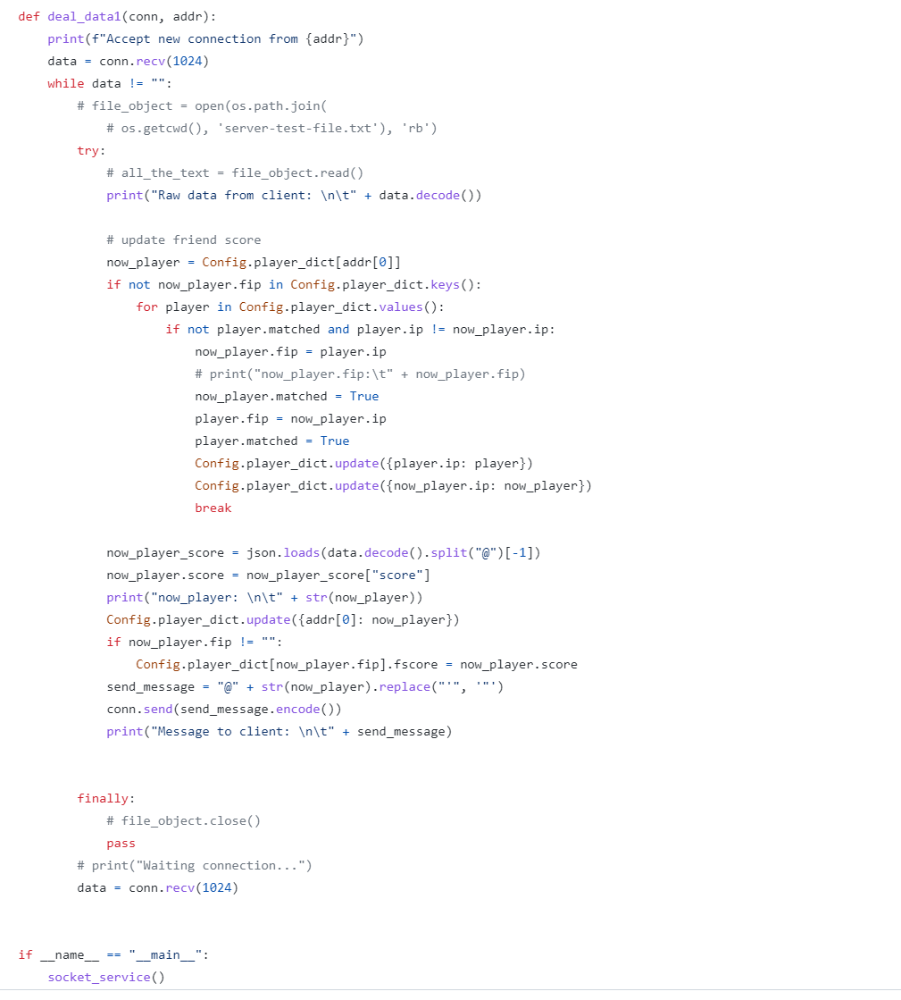 def deal_data1(conn, addr):
    print(f"Accept new connection from {addr}")
    data = conn.recv(1024)
    while data != "":
        # file_object = open(os.path.join(
            # os.getcwd(), 'server-test-file.txt'), 'rb')
        try:
            # all_the_text = file_object.read()
            print("Raw data from client: \n\t" + data.decode())

            # update friend score
            now_player = Config.player_dict[addr[0]]
            if not now_player.fip in Config.player_dict.keys():
                for player in Config.player_dict.values():
                    if not player.matched and player.ip != now_player.ip:
                        now_player.fip = player.ip
                        # print("now_player.fip:\t" + now_player.fip)
                        now_player.matched = True
                        player.fip = now_player.ip
                        player.matched = True
                        Config.player_dict.update({player.ip: player})
                        Config.player_dict.update({now_player.ip: now_player})
                        break

            now_player_score = json.loads(data.decode().split("@")[-1])
            now_player.score = now_player_score["score"]
            print("now_player: \n\t" + str(now_player))
            Config.player_dict.update({addr[0]: now_player})
            if now_player.fip != "":
                Config.player_dict[now_player.fip].fscore = now_player.score
            send_message = "@" + str(now_player).replace("'", '"')
            conn.send(send_message.encode())
            print("Message to client: \n\t" + send_message)


        finally:
            # file_object.close()
            pass
        # print("Waiting connection...")
        data = conn.recv(1024)


if __name__ == "__main__":
    socket_service()